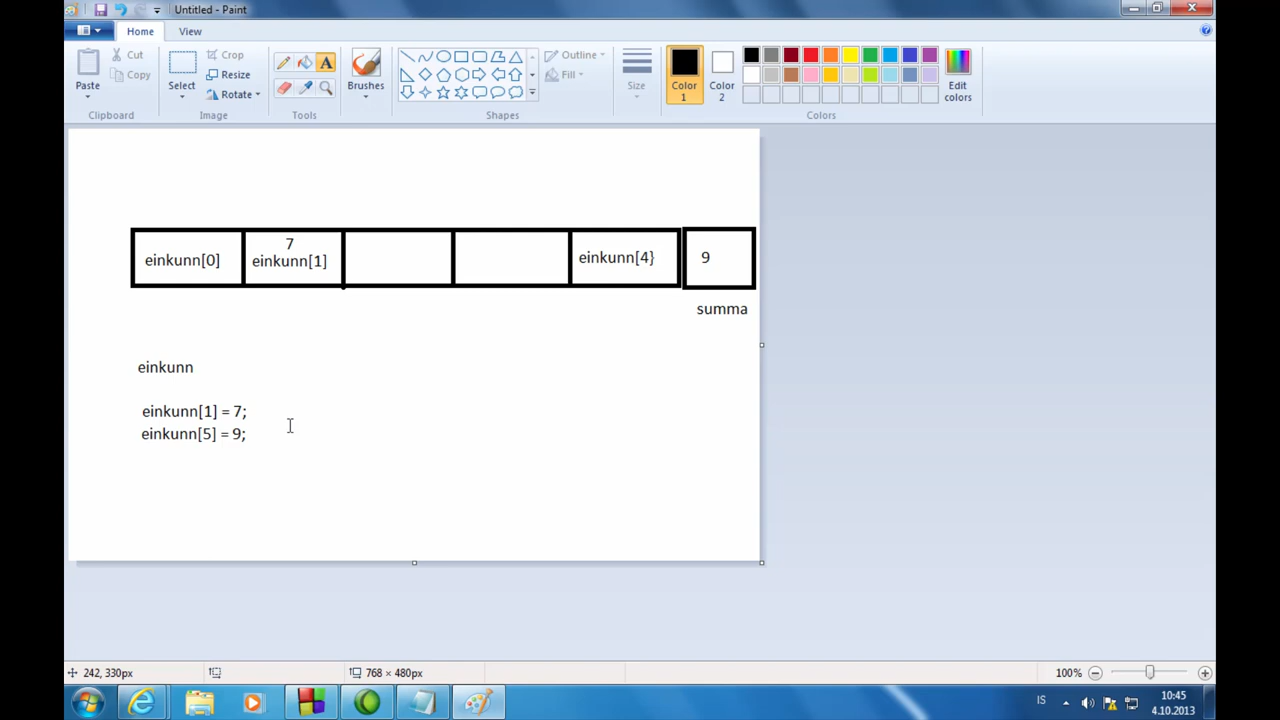 Untitled - Paint
Home View
Paste
Cut
Copy
Clipboard
Select
Crop
Resize
Rotate
Image
A
Tools
Brushes
Outline
Fill
Shapes
Size
Color 1
Color 2
Edit colors
Colors
7
einkunn[0] einkunn[1] einkunn[4} 9
summa
einkunn
einkunn[1] = 7;
einkunn[5] = 9;
242, 330px 768 × 480px 100%
IS
10:45
4.10.2013